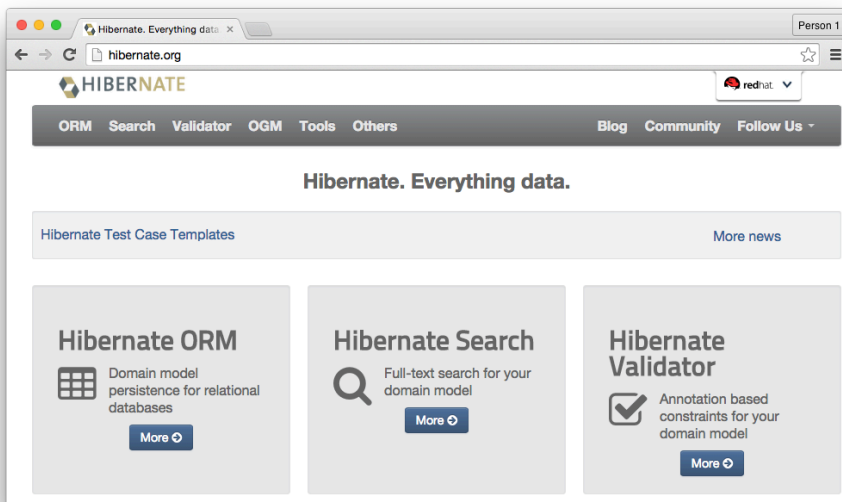 Hibernate. Everything data
Person 1
hibernate.org
HIBERNATE
redhat
ORM Search Validator OGM Tools Others Blog Community Follow Us
Hibernate. Everything data.
Hibernate Test Case Templates More news
Hibernate ORM
Domain model
persistence for relational
databases
More
Hibernate Search
Full-text search for your
domain model
More
Hibernate
Validator
Annotation based
constraints for your
domain model
More